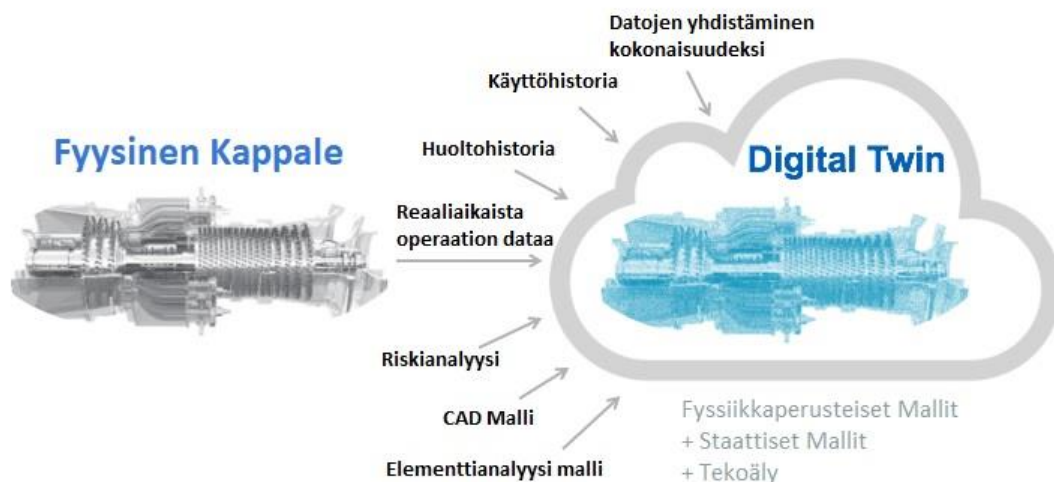 Datojen yhdistäminen
kokonaisuudeksi
Käyttöhistoria
Fyysinen Kappale
Huoltohistoria
Digital Twin
Reaaliaikaista
operaation dataa
Riskianalyysi
CAD Malli
Elementtianalyysi malli
Fyssiikkaperusteiset Mallit
+ Staattiset Mallit
+ Tekoäly